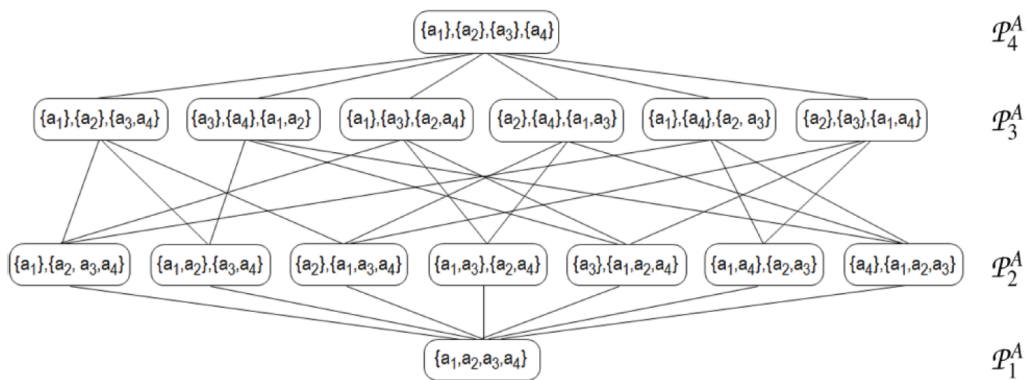 {a₁},{a₂},{a₃},{a₄} 𝒫₄ᴬ
{a₁},{a₂},{a₃,a₄} {a₃},{a₄},{a₁,a₂} {a₁},{a₃},{a₂,a₄} {a₂},{a₄},{a₁,a₃} {a₁},{a₄},{a₂, a₃} {a₂},{a₃},{a₁,a₄} 𝒫₃ᴬ
{a₁},{a₂, a₃,a₄} {a₁,a₂},{a₃,a₄} {a₂},{a₁,a₃,a₄} {a₁,a₃},{a₂,a₄} {a₃},{a₁,a₂,a₄} {a₁,a₄},{a₂,a₃} {a₄},{a₁,a₂,a₃} 𝒫₂ᴬ
{a₁,a₂,a₃,a₄} 𝒫₁ᴬ